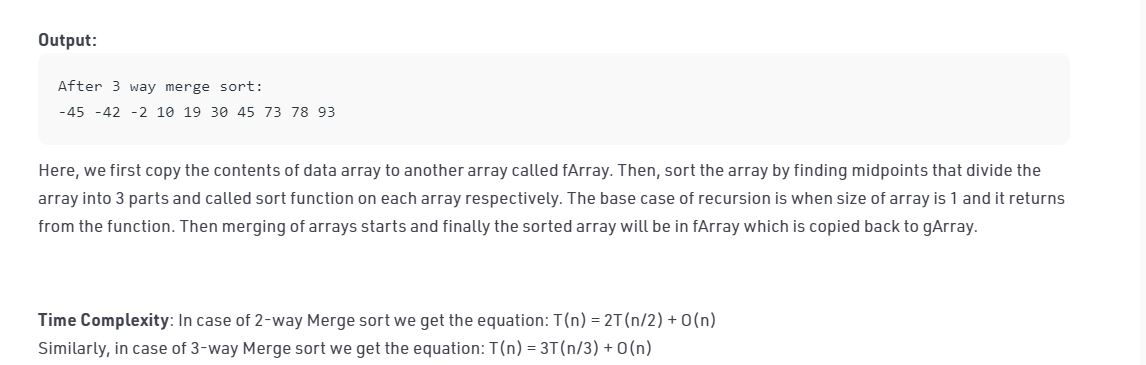 Output:
After 3 way merge sort:
-45 -42 -2 10 19 30 45 73 78 93
Here, we first copy the contents of data array to another array called fArray. Then, sort the array by finding midpoints that divide the
array into 3 parts and called sort function on each array respectively. The base case of recursion is when size of array is 1 and it returns
from the function. Then merging of arrays starts and finally the sorted array will be in fArray which is copied back to gArray.
Time Complexity: In case of 2-way Merge sort we get the equation: T(n) = 2T(n/2) + O(n)
Similarly, in case of 3-way Merge sort we get the equation: T(n) = 3T(n/3) + O(n)